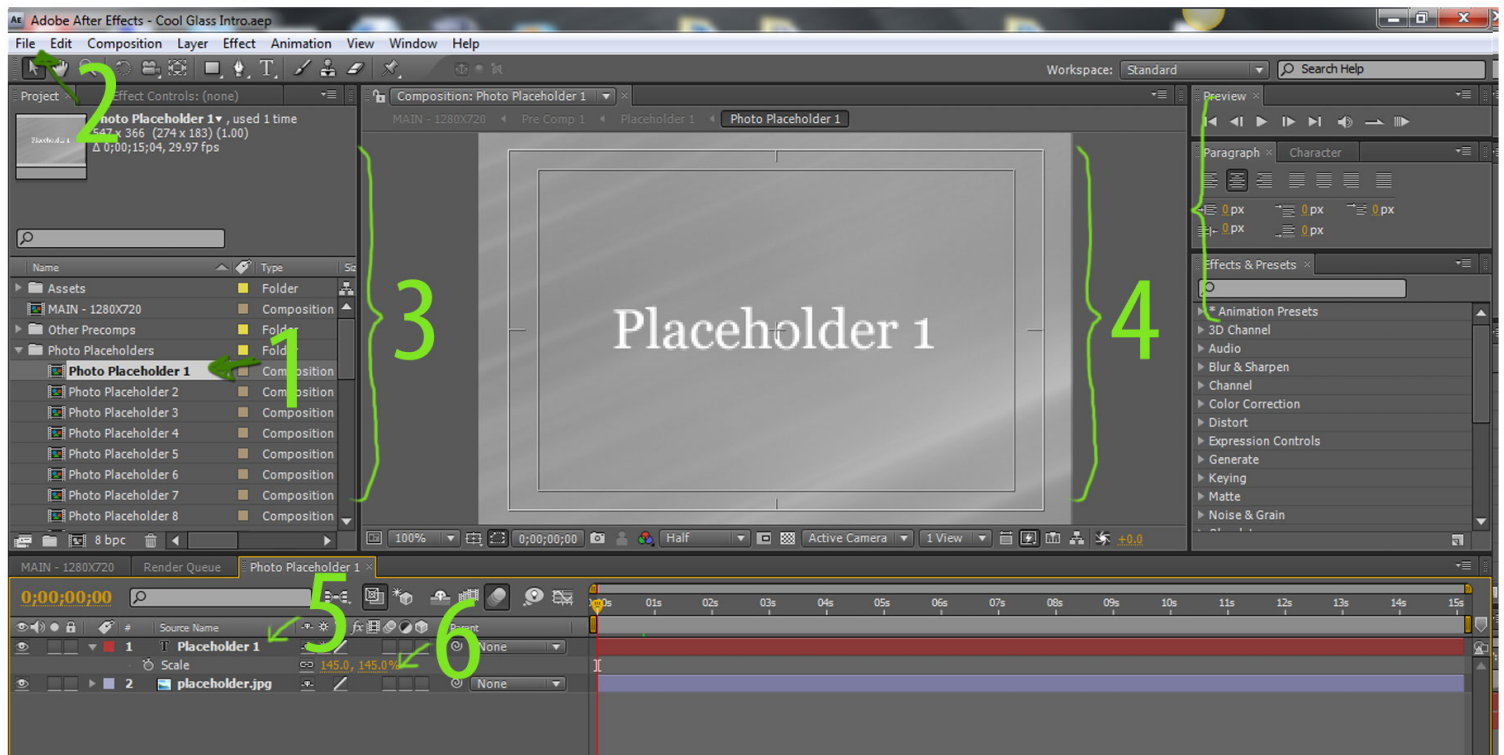 Adobe After Effects - Cool Glass Intro.aep
File Edit Composition Layer Effect Animation View Window Help
Workspace: Standard Search Help
Project Effect Controls: (none)
Composition: Photo Placeholder 1
Preview
2
Photo Placeholder 1, used 1 time
547 x 366 (274 x 183) (1.00)
Δ 0;00;15;04, 29.97 fps
MAIN - 1280X720 Pre Comp 1 Placeholder 1 Photo Placeholder 1
Paragraph Character
0 px 0 px 0 px
0 px 0 px
Name Type
Assets Folder
MAIN - 1280X720 Composition
Other Precomps Folder
Photo Placeholders Folder
Photo Placeholder 1 Composition
Photo Placeholder 2 Composition
Photo Placeholder 3 Composition
Photo Placeholder 4 Composition
Photo Placeholder 5 Composition
Photo Placeholder 6 Composition
Photo Placeholder 7 Composition
Photo Placeholder 8 Composition
1
3
Placeholder 1
4
Effects & Presets
* Animation Presets
3D Channel
Audio
Blur & Sharpen
Channel
Color Correction
Distort
Expression Controls
Generate
Keying
Matte
Noise & Grain
8 bpc
100% 0;00;00;00 Half Active Camera 1 View +0.0
MAIN - 1280X720 Render Queue Photo Placeholder 1
0;00;00;00
01s 02s 03s 04s 05s 06s 07s 08s 09s 10s 11s 12s 13s 14s 15s
5
6
# Source Name fx Parent
1 T Placeholder 1 None
Scale 145.0, 145.0%
2 placeholder.jpg None